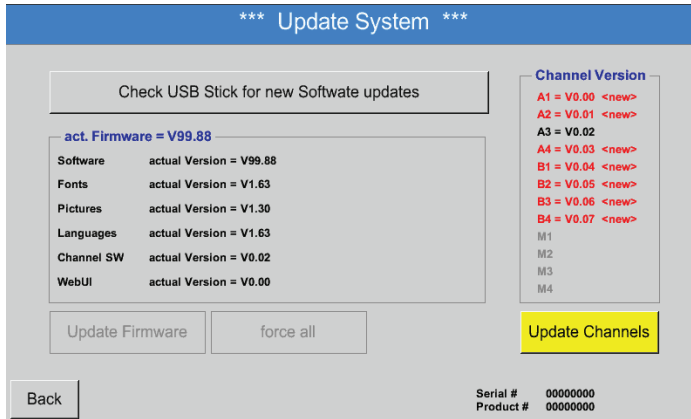 *** Update System ***
Check USB Stick for new Softwate updates
act. Firmware = V99.88
Software actual Version = V99.88
Fonts actual Version = V1.63
Pictures actual Version = V1.30
Languages actual Version = V1.63
Channel SW actual Version = V0.02
WebUI actual Version = V0.00
Update Firmware
force all
Channel Version
A1 = V0.00 <new>
A2 = V0.01 <new>
A3 = V0.02
A4 = V0.03 <new>
B1 = V0.04 <new>
B2 = V0.05 <new>
B3 = V0.06 <new>
B4 = V0.07 <new>
M1
M2
M3
M4
Update Channels
Back
Serial # 00000000
Product # 00000000